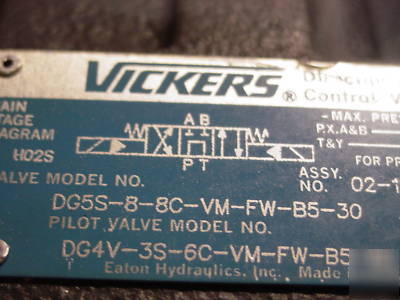 VICKERS®
Control V
AIN
TAGE
AGRAM
H02S
A B
P T
MAX. PRE
P.X.A&B
T&Y
FOR PR
ALVE MODEL NO.
ASSY.
NO. 02-1
DG5S-8-8C-VM-FW-B5-30
PILOT VALVE MODEL NO.
DG4V-3S-6C-VM-FW-B5
Eaton Hydraulics, Inc. Made i